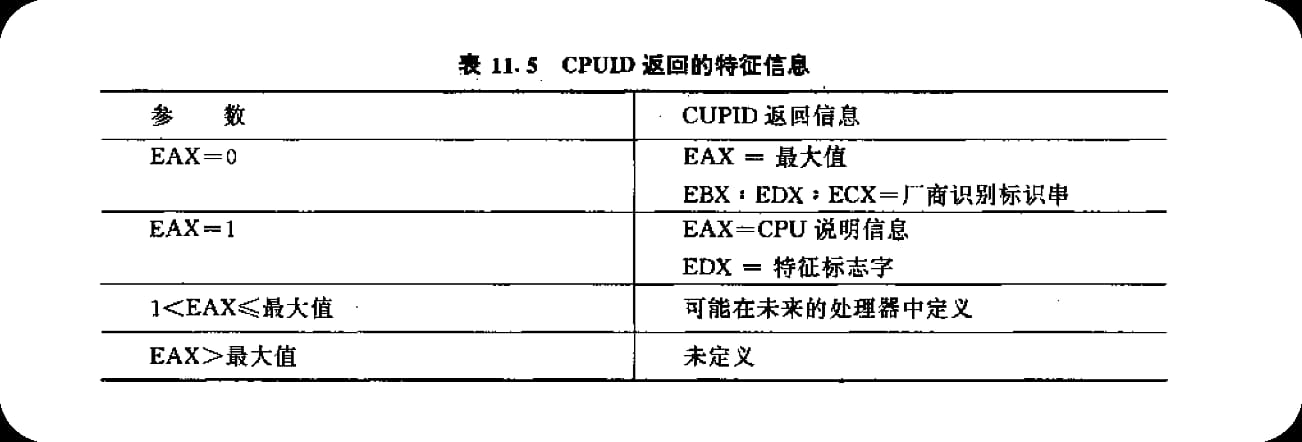 表 11.5 CPUID 返回的特征信息
参 数 CUPID 返回信息
EAX=0 EAX = 最大值
EBX:EDX:ECX=厂商识别标识串
EAX=1 EAX=CPU 说明信息
EDX = 特征标志字
1<EAX≤最大值 可能在未来的处理器中定义
EAX>最大值 未定义